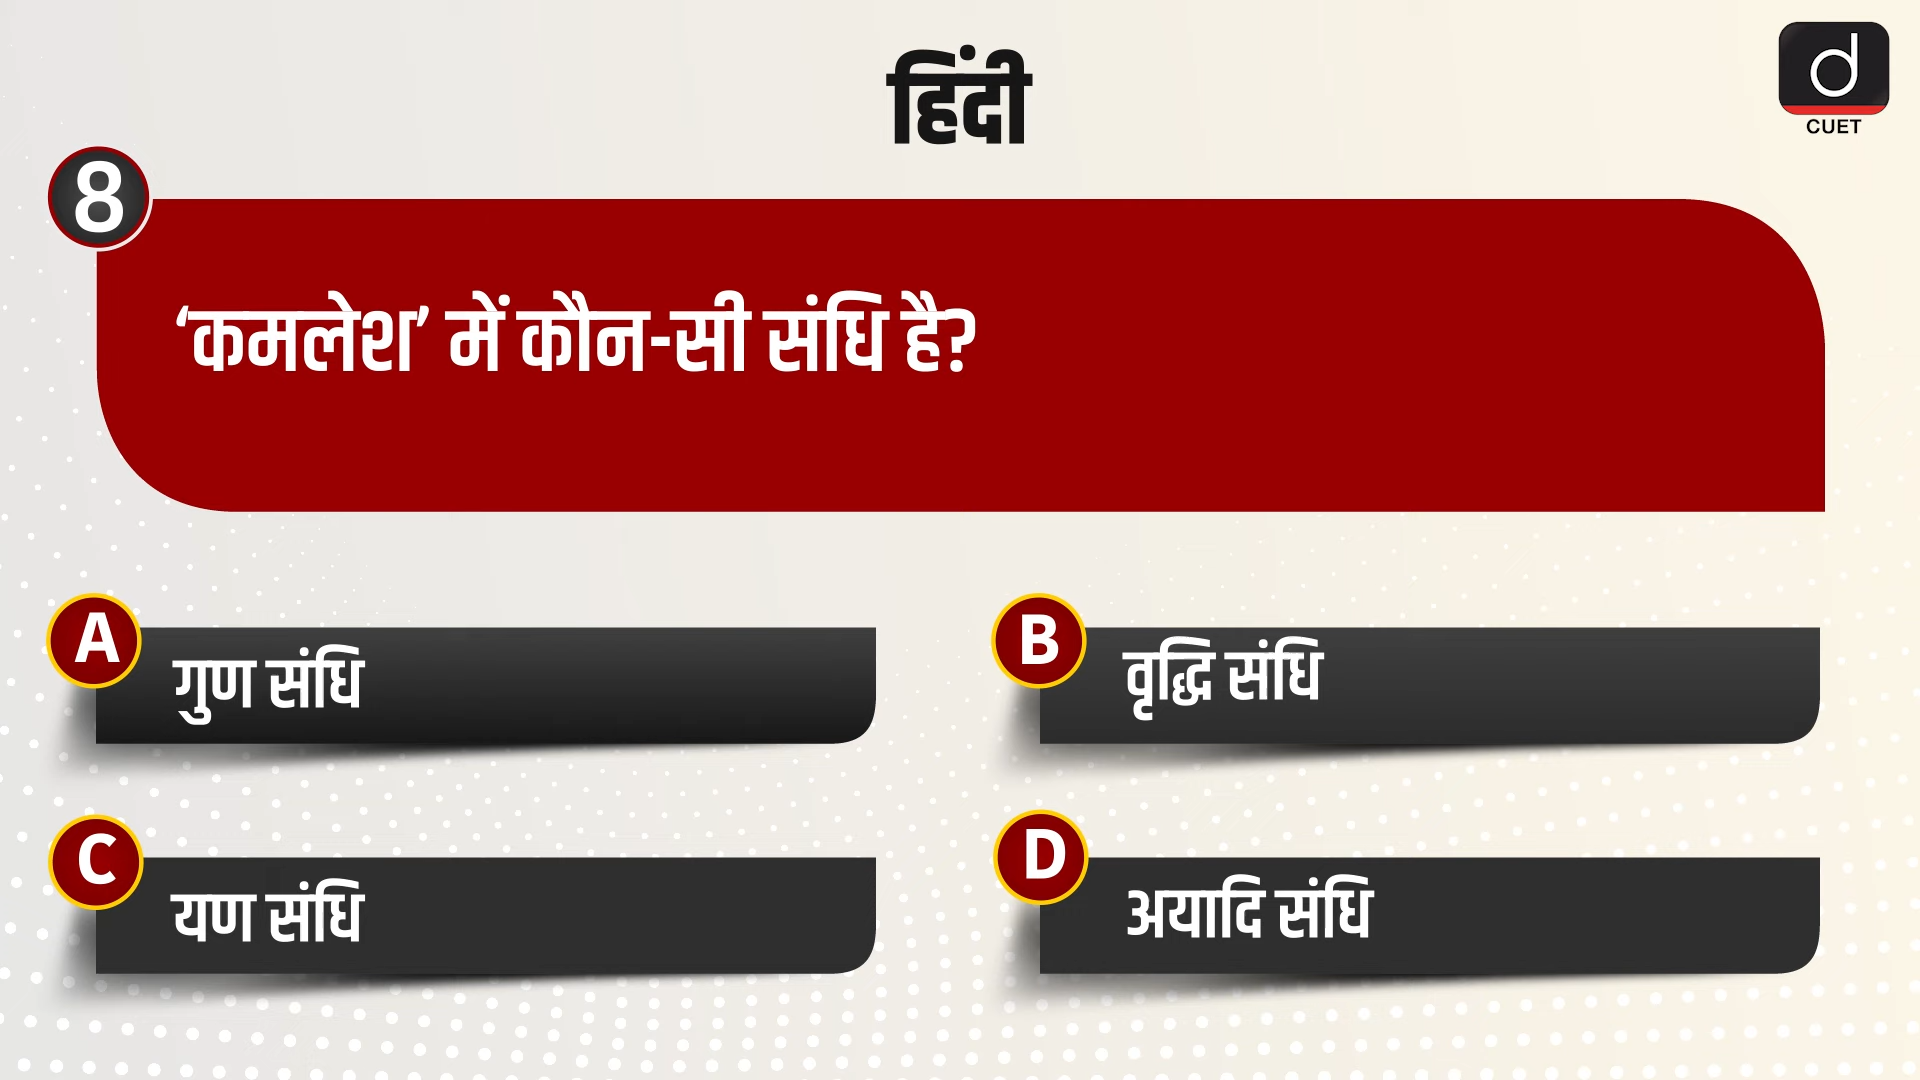 हिंदी
d
CUET
8
‘कमलेश’ में कौन-सी संधि है?
A
गुण संधि
B
वृद्धि संधि
C
यण संधि
D
अयादि संधि